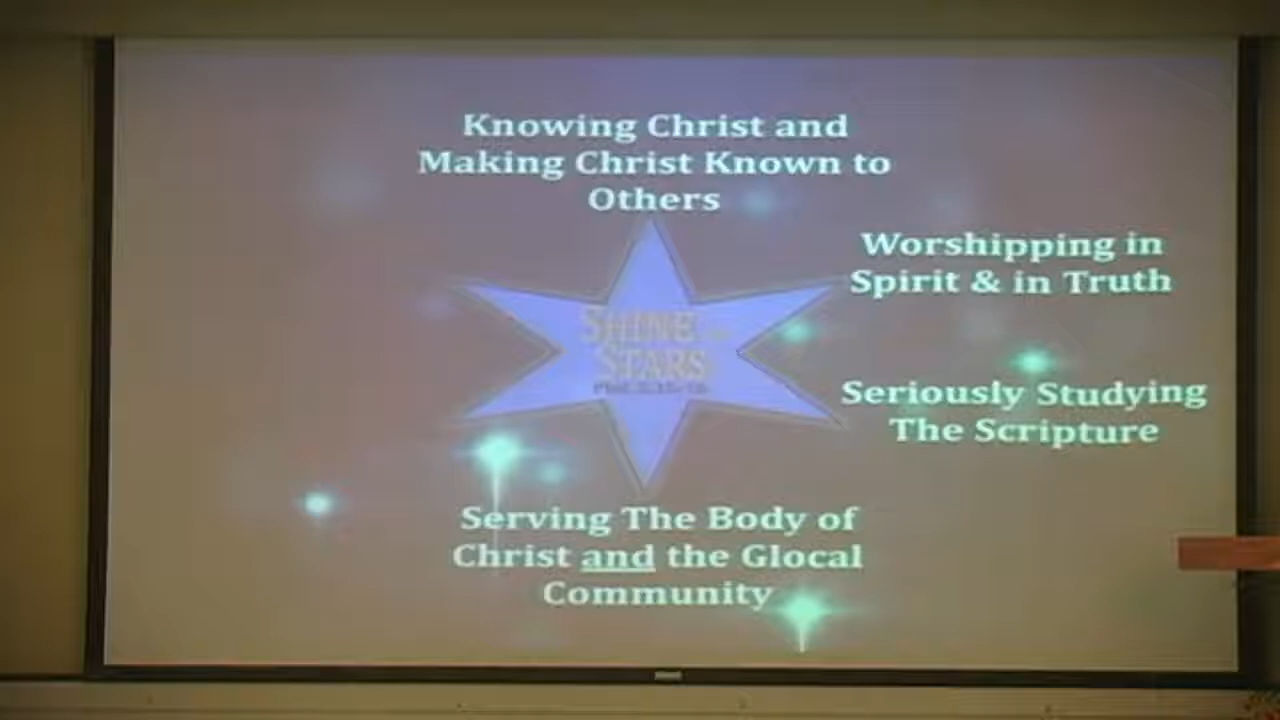 Knowing Christ and
Making Christ Known to
Others
Worshipping in
Spirit & in Truth
SHINE
STARS
Seriously Studying
The Scripture
Serving The Body of
Christ and the Glocal
Community